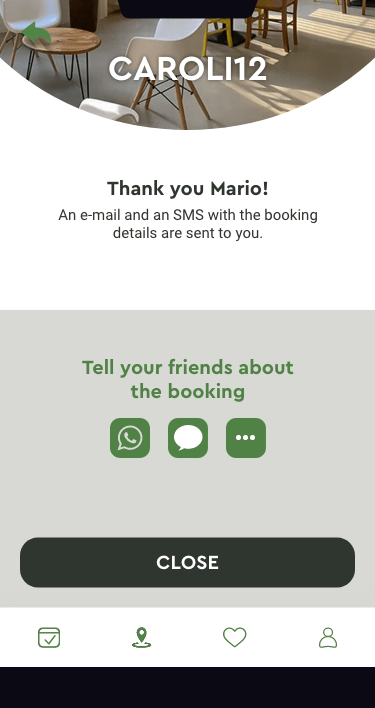 CAROLI12
Thank you Mario!
An e-mail and an SMS with the booking
details are sent to you.
Tell your friends about
the booking
CLOSE